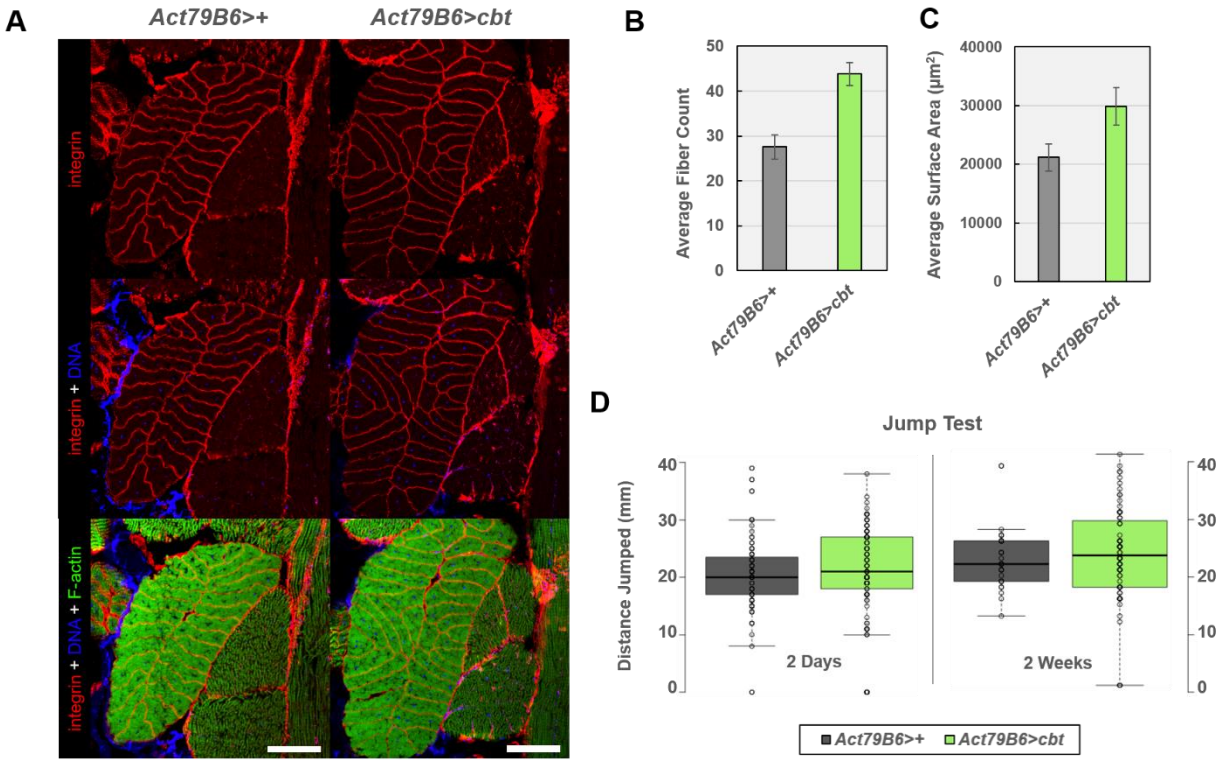 A
Act79B6>+
Act79B6>cbt
integrin
integrin + DNA
integrin + DNA + F-actin
B
Average Fiber Count
50
40
30
20
10
0
Act79B6>+
Act79B6>cbt
C
Average Surface Area (µm²)
40000
30000
20000
10000
0
Act79B6>+
Act79B6>cbt
D
Jump Test
Distance Jumped (mm)
40
30
20
10
0
2 Days
2 Weeks
40
30
20
10
0
Act79B6>+
Act79B6>cbt